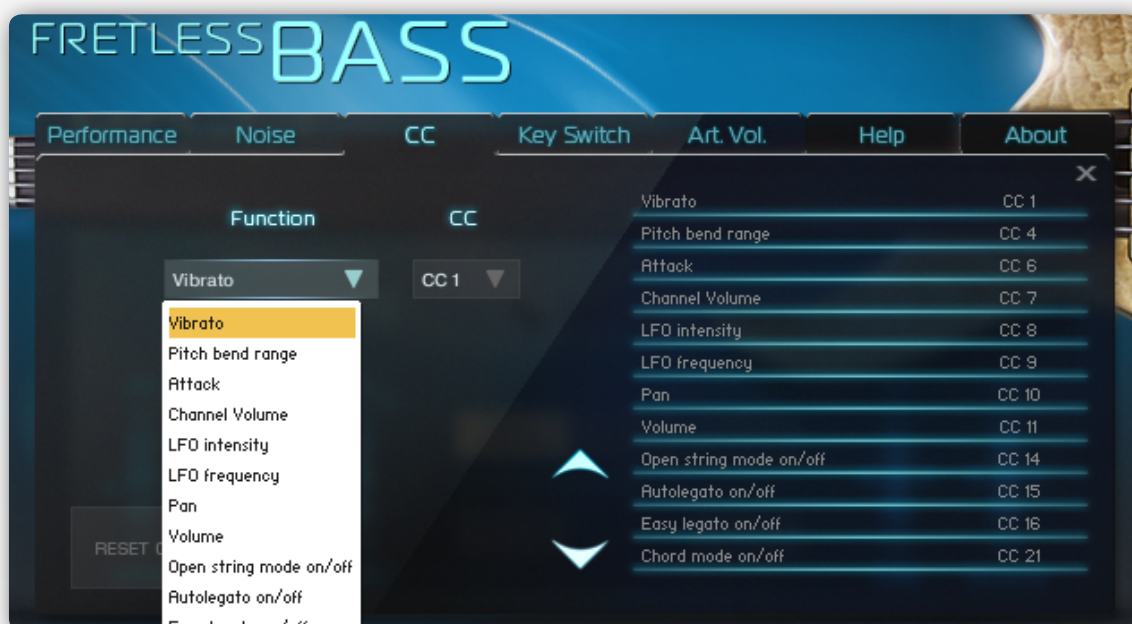 FRETLESS BASS
Performance Noise CC Key Switch Art. Vol. Help About
Function CC
Vibrato CC 1
Vibrato
Pitch bend range
Attack
Channel Volume
LFO intensity
LFO frequency
Pan
Volume
Open string mode on/off
Autolegato on/off
RESET
Vibrato CC 1
Pitch bend range CC 4
Attack CC 6
Channel Volume CC 7
LFO intensity CC 8
LFO frequency CC 9
Pan CC 10
Volume CC 11
Open string mode on/off CC 14
Autolegato on/off CC 15
Easy legato on/off CC 16
Chord mode on/off CC 21